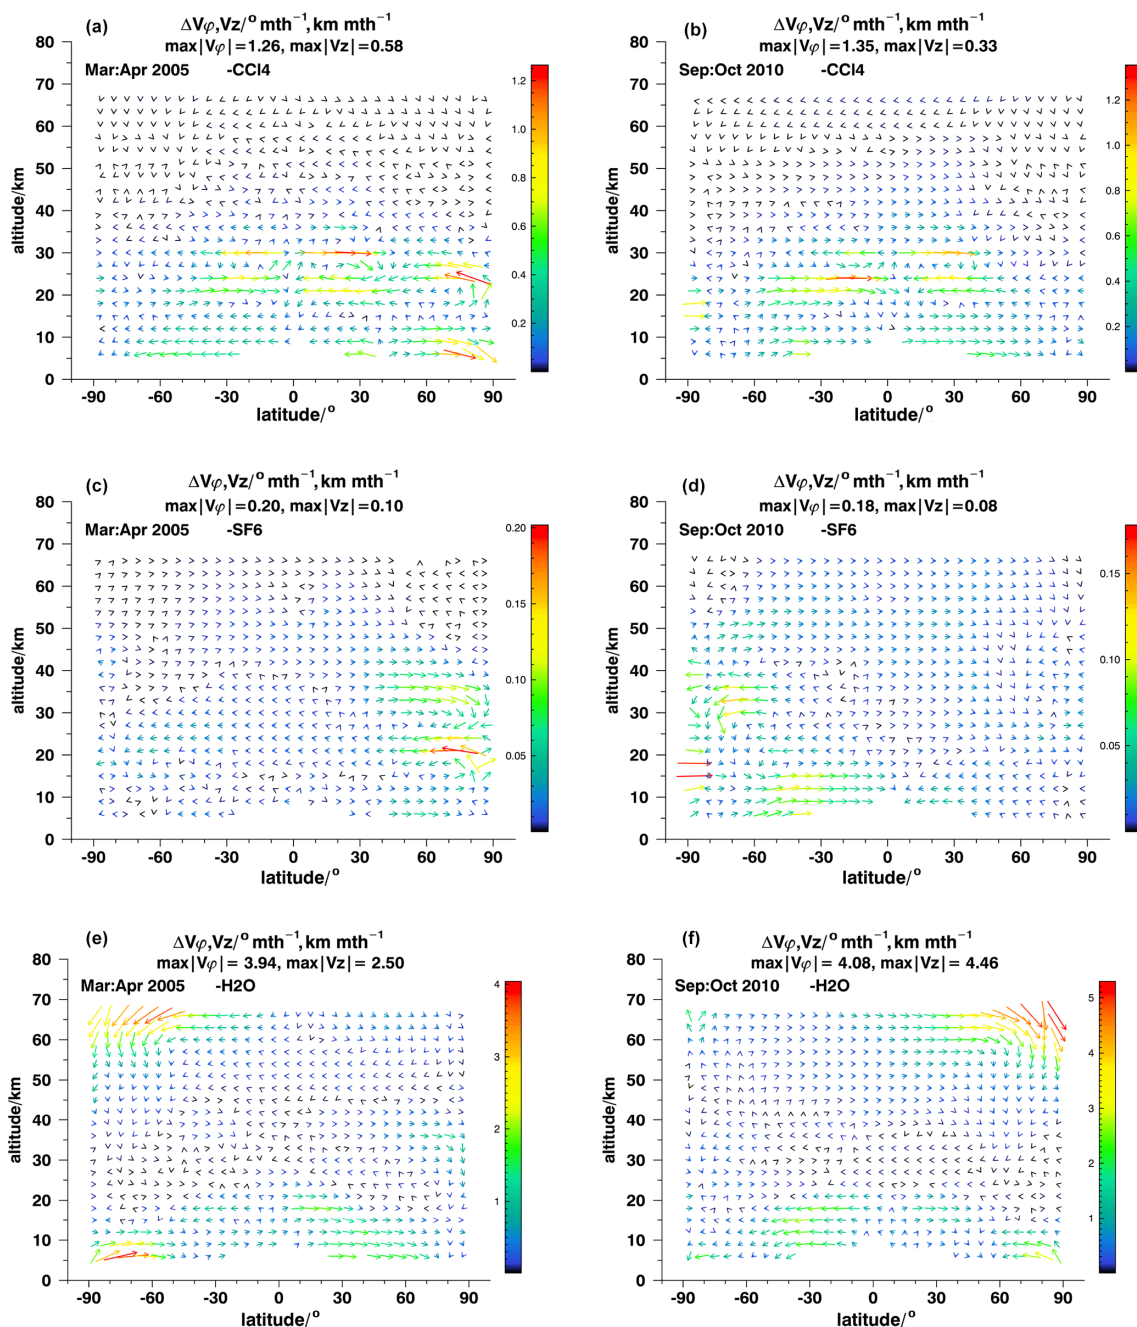 (a)
ΔVφ,Vz/° mth⁻¹, km mth⁻¹
max|Vφ|=1.26, max|Vz|=0.58
Mar:Apr 2005 -CCl4
80
70
60
50
40
30
20
10
0
altitude/km
-90 -60 -30 0 30 60 90
latitude/°
1.2
1.0
0.8
0.6
0.4
0.2
(b)
ΔVφ,Vz/° mth⁻¹, km mth⁻¹
max|Vφ|=1.35, max|Vz|=0.33
Sep:Oct 2010 -CCl4
80
70
60
50
40
30
20
10
0
altitude/km
-90 -60 -30 0 30 60 90
latitude/°
1.2
1.0
0.8
0.6
0.4
0.2
(c)
ΔVφ,Vz/° mth⁻¹, km mth⁻¹
max|Vφ|=0.20, max|Vz|=0.10
Mar:Apr 2005 -SF6
80
70
60
50
40
30
20
10
0
altitude/km
-90 -60 -30 0 30 60 90
latitude/°
0.20
0.15
0.10
0.05
(d)
ΔVφ,Vz/° mth⁻¹, km mth⁻¹
max|Vφ|=0.18, max|Vz|=0.08
Sep:Oct 2010 -SF6
80
70
60
50
40
30
20
10
0
altitude/km
-90 -60 -30 0 30 60 90
latitude/°
0.15
0.10
0.05
(e)
ΔVφ,Vz/° mth⁻¹, km mth⁻¹
max|Vφ|= 3.94, max|Vz|= 2.50
Mar:Apr 2005 -H2O
80
70
60
50
40
30
20
10
0
altitude/km
-90 -60 -30 0 30 60 90
latitude/°
4
3
2
1
(f)
ΔVφ,Vz/° mth⁻¹, km mth⁻¹
max|Vφ|= 4.08, max|Vz|= 4.46
Sep:Oct 2010 -H2O
80
70
60
50
40
30
20
10
0
altitude/km
-90 -60 -30 0 30 60 90
latitude/°
5
4
3
2
1